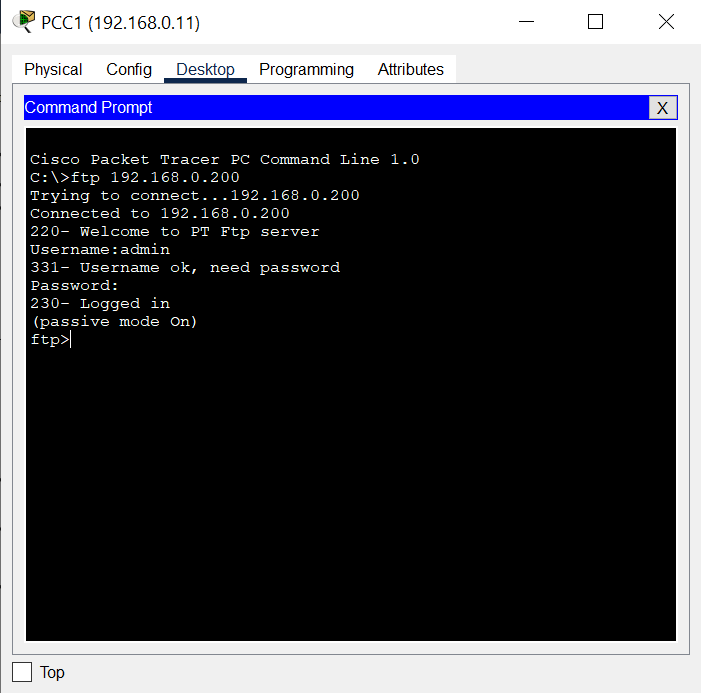 PCC1 (192.168.0.11)
Physical Config Desktop Programming Attributes
Command Prompt X
Cisco Packet Tracer PC Command Line 1.0
C:\>ftp 192.168.0.200
Trying to connect...192.168.0.200
Connected to 192.168.0.200
220- Welcome to PT Ftp server
Username:admin
331- Username ok, need password
Password:
230- Logged in
(passive mode On)
ftp>
Top